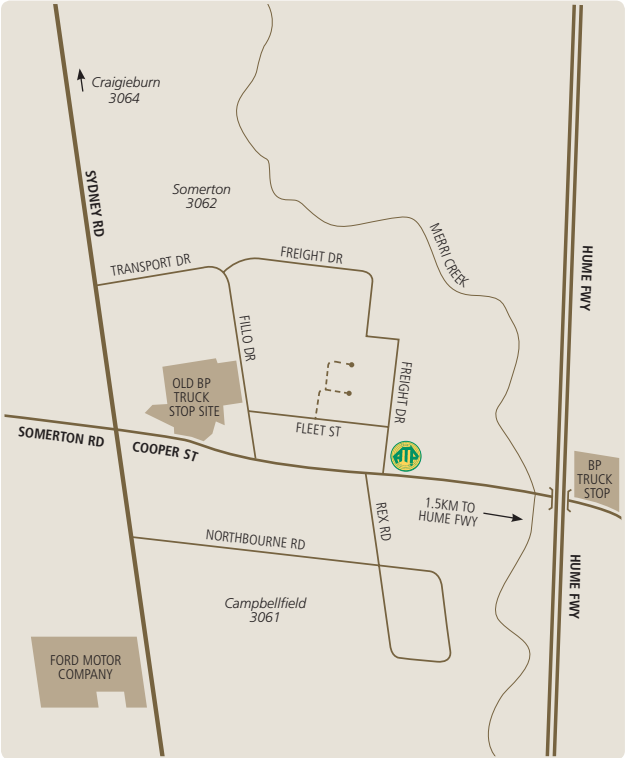 Craigieburn
3064
SYDNEY RD
Somerton
3062
MERRI CREEK
HUME FWY
TRANSPORT DR
FREIGHT DR
FILLO DR
FREIGHT DR
OLD BP
TRUCK
STOP SITE
FLEET ST
SOMERTON RD
COOPER ST
ATP
BP
TRUCK
STOP
1.5KM TO
HUME FWY
REX RD
NORTHBOURNE RD
HUME FWY
Campbellfield
3061
FORD MOTOR
COMPANY